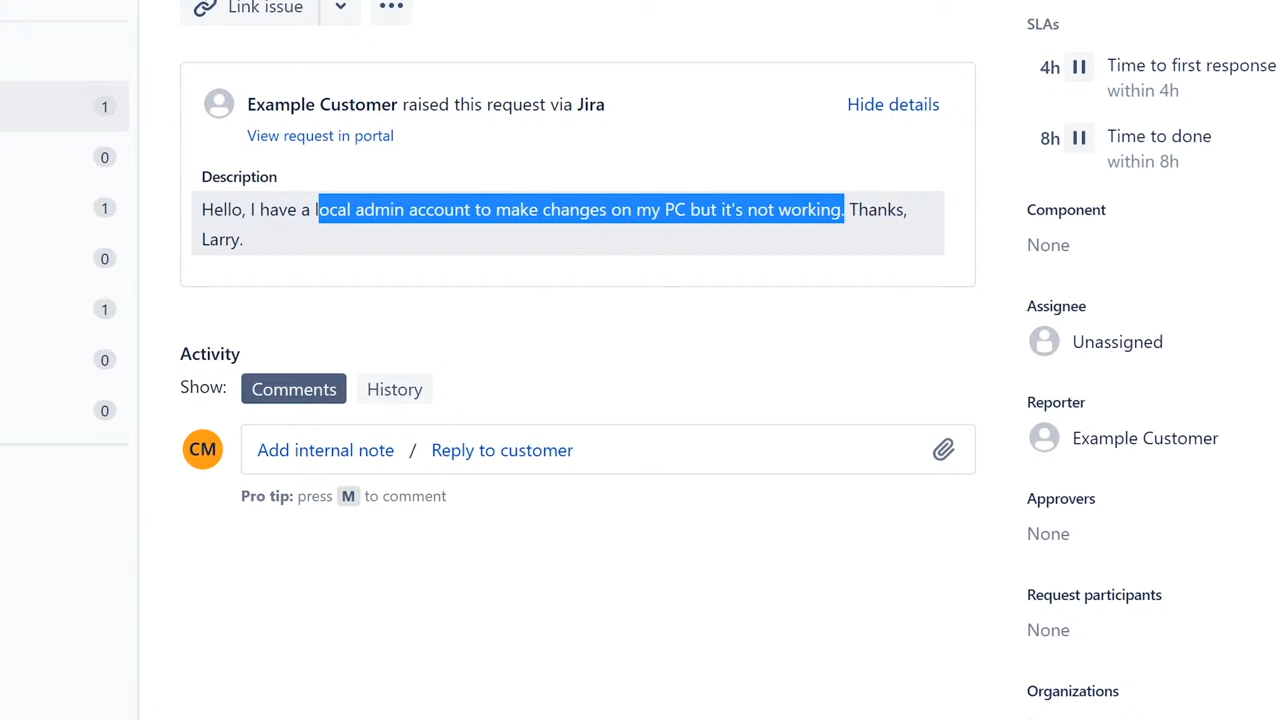 Link issue
1
0
1
0
1
0
0
Example Customer raised this request via Jira
Hide details
View request in portal
Description
Hello, I have a local admin account to make changes on my PC but it's not working. Thanks,
Larry.
Activity
Show: Comments History
CM
Add internal note / Reply to customer
Pro tip: press M to comment
SLAs
4h Time to first response
within 4h
8h Time to done
within 8h
Component
None
Assignee
Unassigned
Reporter
Example Customer
Approvers
None
Request participants
None
Organizations